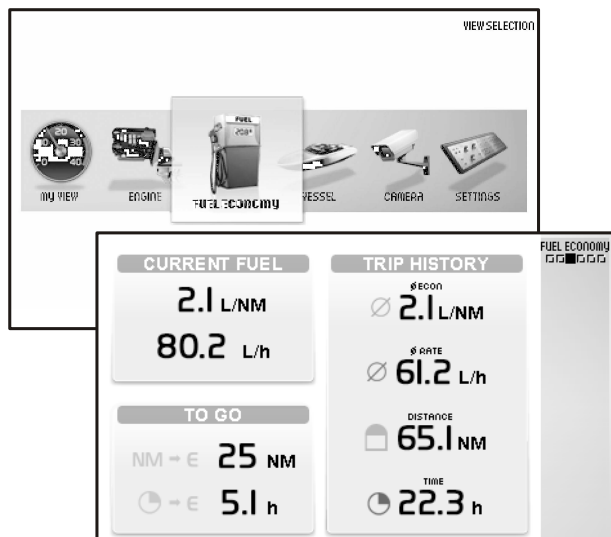 VIEW SELECTION
FUEL
MY VIEW
ENGINE
FUEL ECONOMY
VESSEL
CAMERA
SETTINGS
FUEL ECONOMY
CURRENT FUEL
2.1 L/NM
80.2 L/h
TO GO
NM → E 25 NM
→ E 5.1 h
TRIP HISTORY
Ø ECON
Ø 2.1 L/NM
Ø RATE
Ø 61.2 L/h
DISTANCE
65.1 NM
TIME
22.3 h